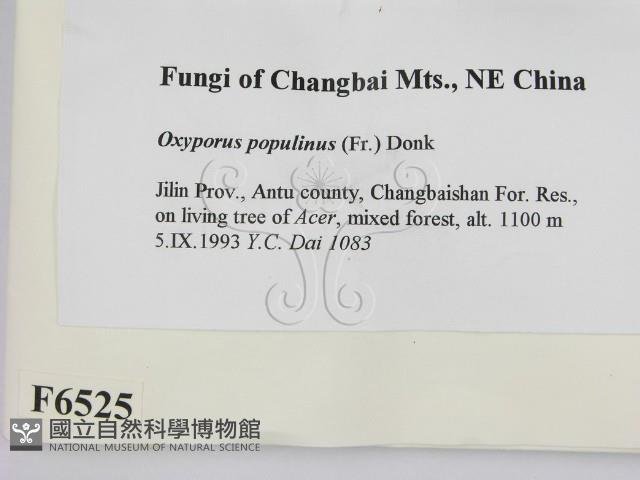 Fungi of Changbai Mts., NE China
Oxyporus populinus (Fr.) Donk
Jilin Prov., Antu county, Changbaishan For. Res.,
on living tree of Acer, mixed forest, alt. 1100 m
5.IX.1993 Y.C. Dai 1083
F6525
國立自然科學博物館
NATIONAL MUSEUM OF NATURAL SCIENCE